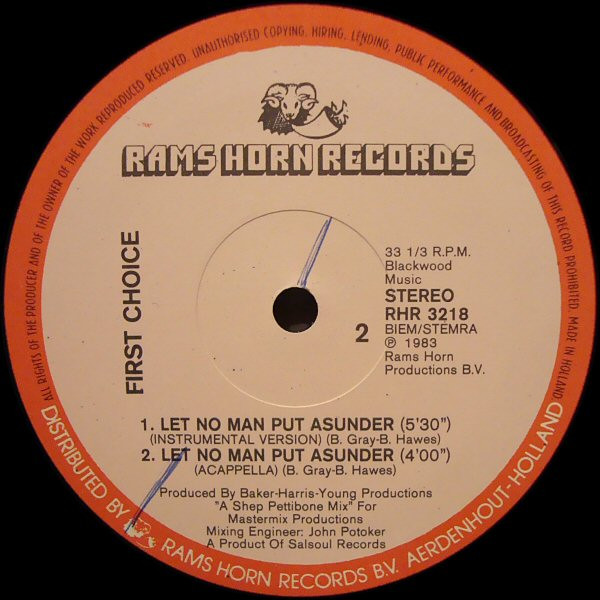 ALL RIGHTS OF THE PRODUCER AND OF THE OWNER OF THE WORK REPRODUCED RESERVED. UNAUTHORISED COPYING, HIRING, LENDING, PUBLIC PERFORMANCE AND BROADCASTING OF THIS RECORD PROHIBITED. MADE IN HOLLAND
RAMS HORN RECORDS
FIRST CHOICE
33 1/3 R.P.M.
Blackwood
Music
STEREO
RHR 3218
BIEM/STEMRA
℗ 1983
Rams Horn
Productions B.V.
2
1. LET NO MAN PUT ASUNDER (5'30")
(INSTRUMENTAL VERSION) (B. Gray-B. Hawes)
2. LET NO MAN PUT ASUNDER (4'00")
(ACAPPELLA) (B. Gray-B. Hawes)
Produced By Baker-Harris-Young Productions
"A Shep Pettibone Mix" For
Mastermix Productions
Mixing Engineer: John Potoker
A Product Of Salsoul Records
DISTRIBUTED BY RAMS HORN RECORDS B.V. AERDENHOUT-HOLLAND